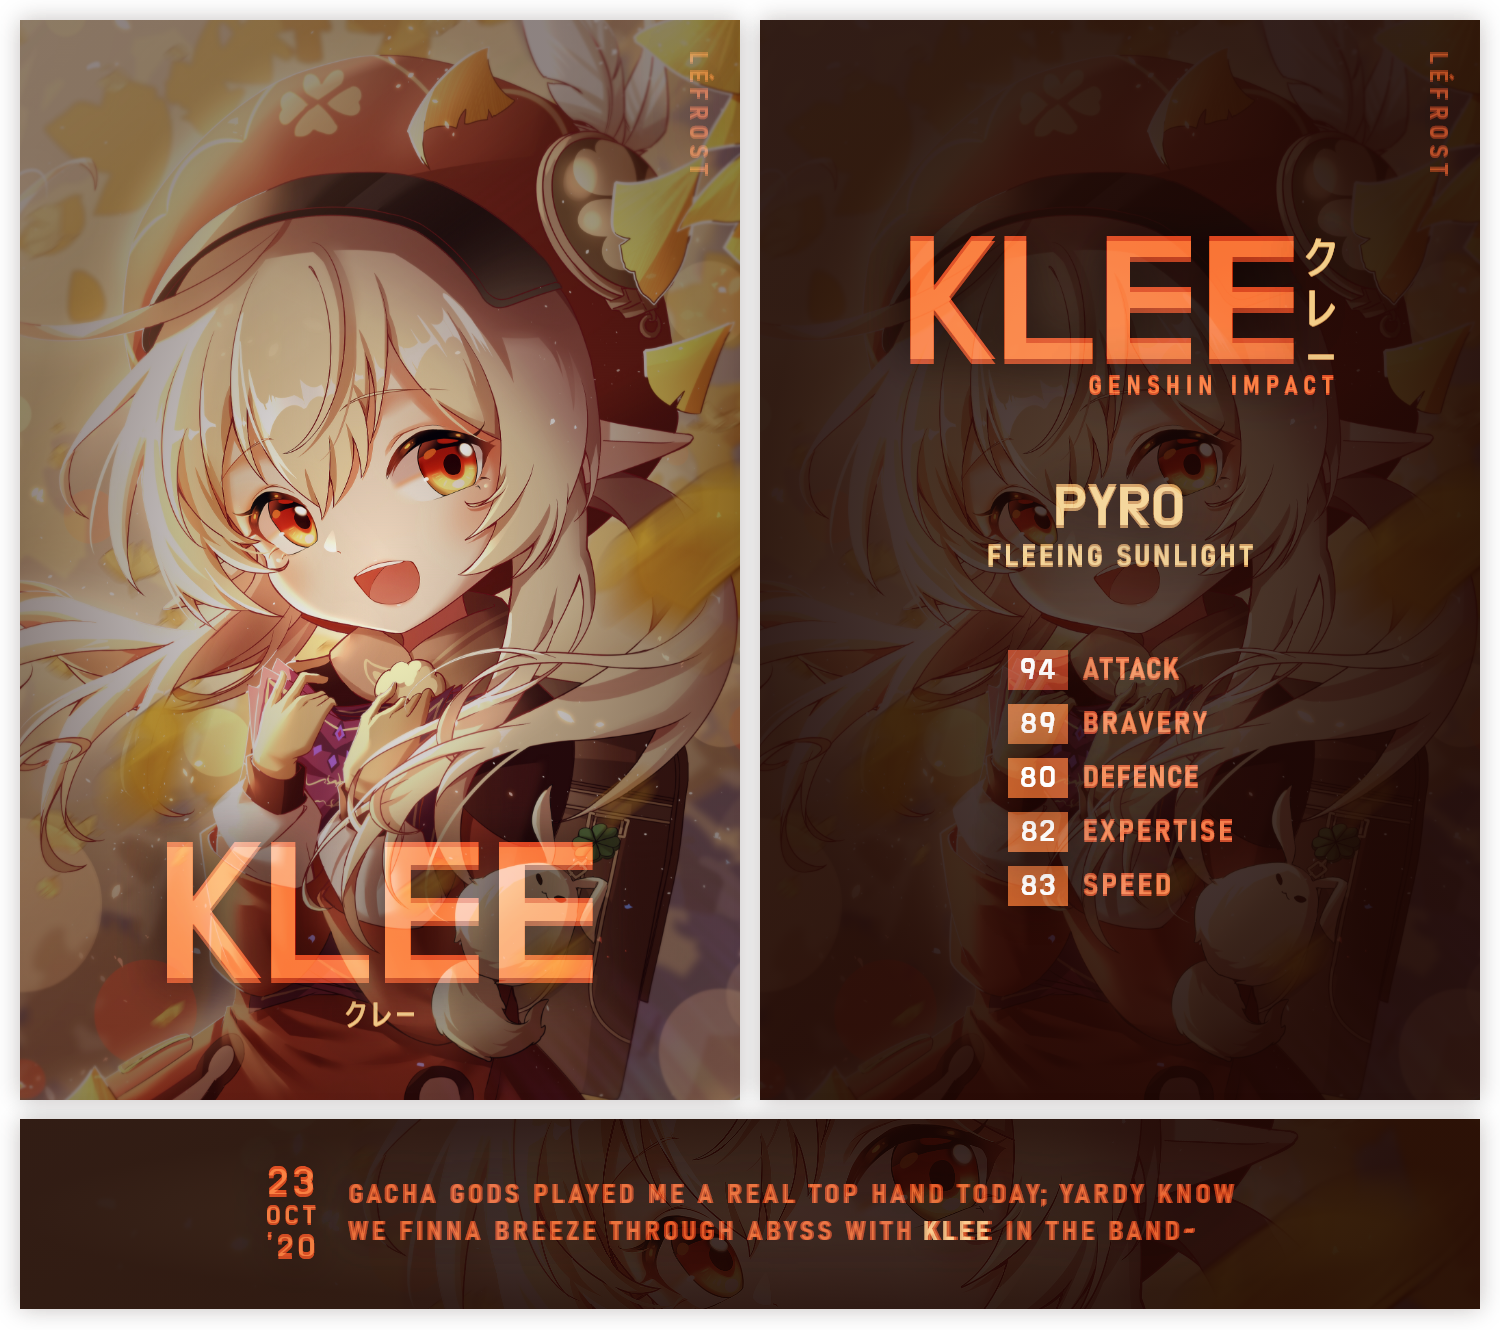 LÉFROST
KLEE
クレー
LÉFROST
KLEE
クレー
GENSHIN IMPACT
PYRO
FLEEING SUNLIGHT
94 ATTACK
89 BRAVERY
80 DEFENCE
82 EXPERTISE
83 SPEED
23
OCT
'20
GACHA GODS PLAYED ME A REAL TOP HAND TODAY; YARDY KNOW
WE FINNA BREEZE THROUGH ABYSS WITH KLEE IN THE BAND~